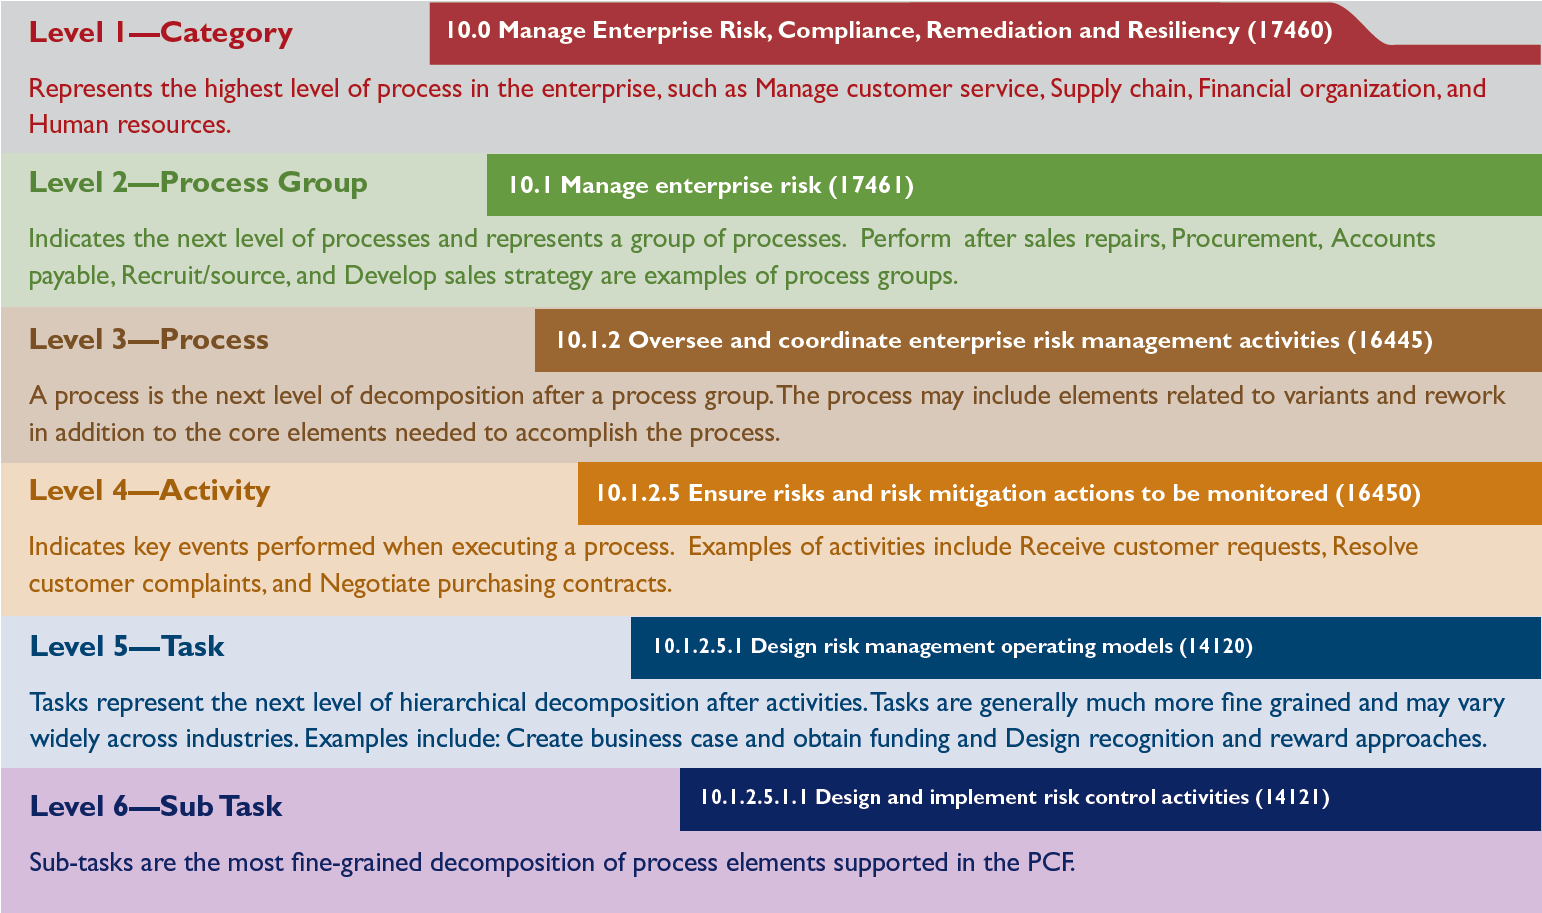 Level 1—Category
10.0 Manage Enterprise Risk, Compliance, Remediation and Resiliency (17460)
Represents the highest level of process in the enterprise, such as Manage customer service, Supply chain, Financial organization, and
Human resources.
Level 2—Process Group
10.1 Manage enterprise risk (17461)
Indicates the next level of processes and represents a group of processes.  Perform  after sales repairs, Procurement, Accounts
payable, Recruit/source, and Develop sales strategy are examples of process groups.
Level 3—Process
10.1.2 Oversee and coordinate enterprise risk management activities (16445)
A process is the next level of decomposition after a process group. The process may include elements related to variants and rework
in addition to the core elements needed to accomplish the process.
Level 4—Activity
10.1.2.5 Ensure risks and risk mitigation actions to be monitored (16450)
Indicates key events performed when executing a process.  Examples of activities include Receive customer requests, Resolve
customer complaints, and Negotiate purchasing contracts.
Level 5—Task
10.1.2.5.1 Design risk management operating models (14120)
Tasks represent the next level of hierarchical decomposition after activities. Tasks are generally much more fine grained and may vary
widely across industries. Examples include: Create business case and obtain funding and Design recognition and reward approaches.
Level 6—Sub Task
10.1.2.5.1.1 Design and implement risk control activities (14121)
Sub-tasks are the most fine-grained decomposition of process elements supported in the PCF.